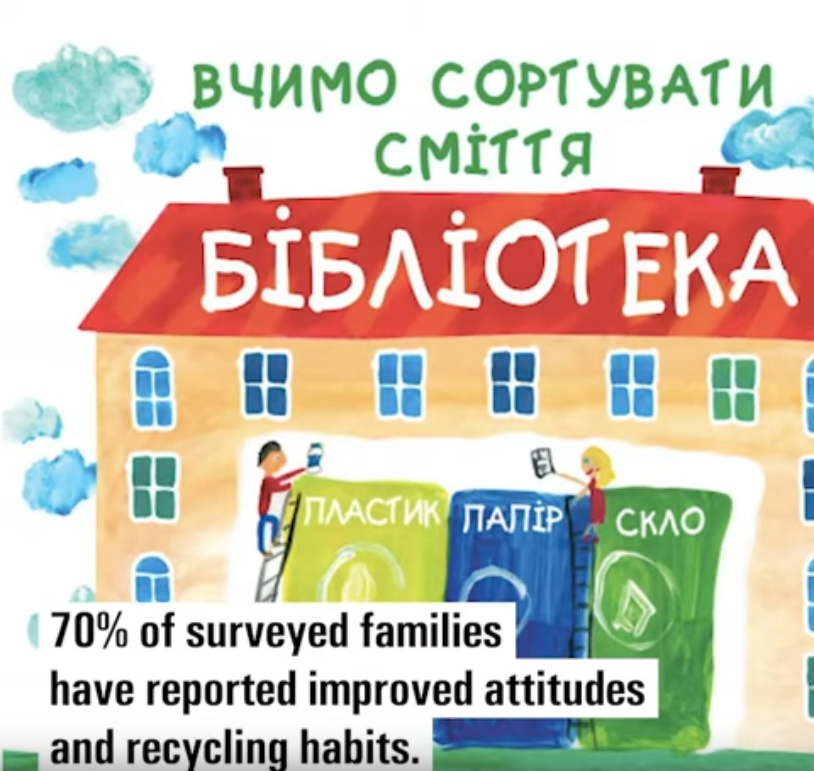 ВЧИМО СОРТУВАТИ
СМІТТЯ
БІБЛІОТЕКА
ПЛАСТИК
ПАПІР
СКЛО
70% of surveyed families
have reported improved attitudes
and recycling habits.